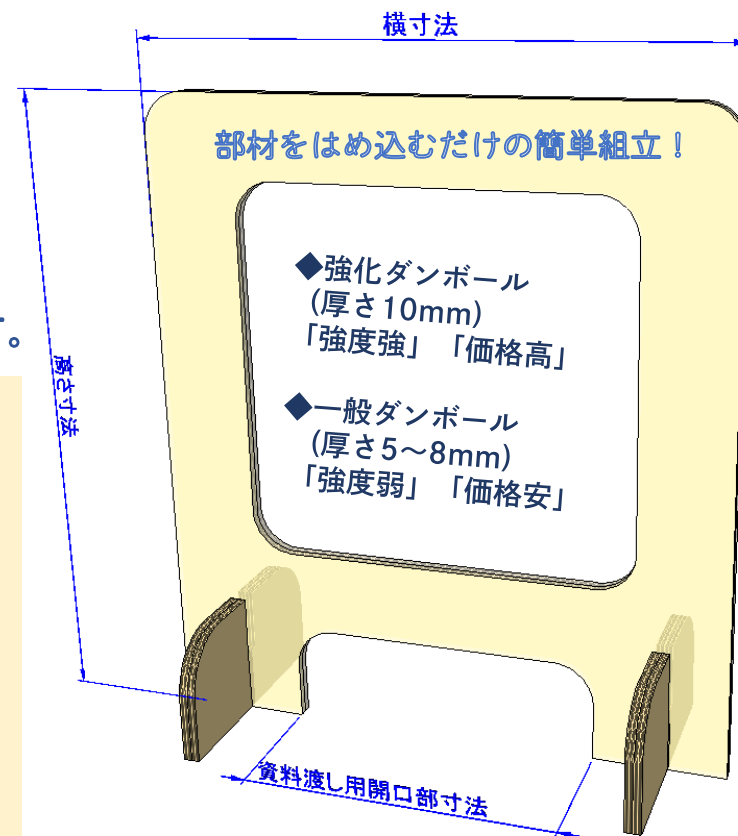 横寸法
部材をはめ込むだけの簡単組立！
◆強化ダンボール
(厚さ10mm)
「強度強」「価格高」
。
高さ寸法
◆一般ダンボール
(厚さ5〜8mm)
「強度弱」「価格安」
資料渡し用開口部寸法